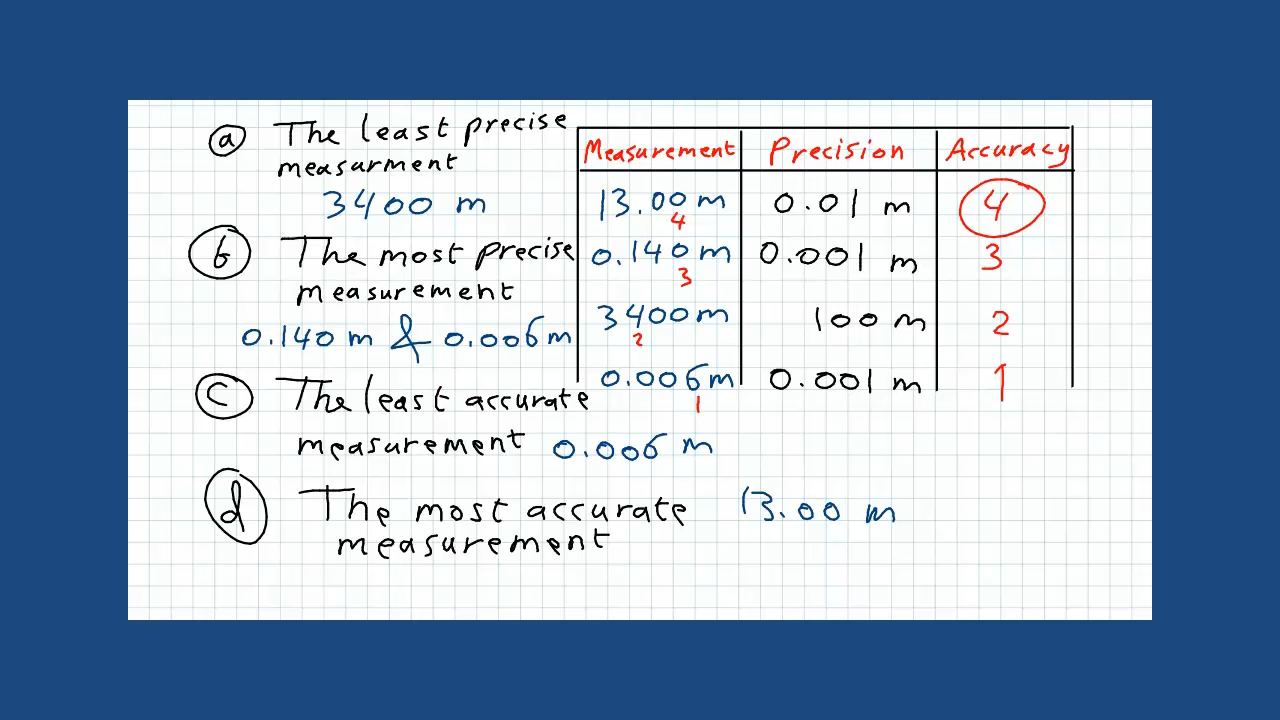 ⓐ The least precise
measurment
3400 m
ⓑ The most precise
measurement
0.140 m & 0.006 m
ⓒ The least accurate
measurement 0.006 m
ⓓ The most accurate 13.00 m
measurement
Measurement Precision Accuracy
13.00 m 0.01 m 4
4
0.140 m 0.001 m 3
3
3400 m 100 m 2
2
0.006 m 0.001 m 1
1